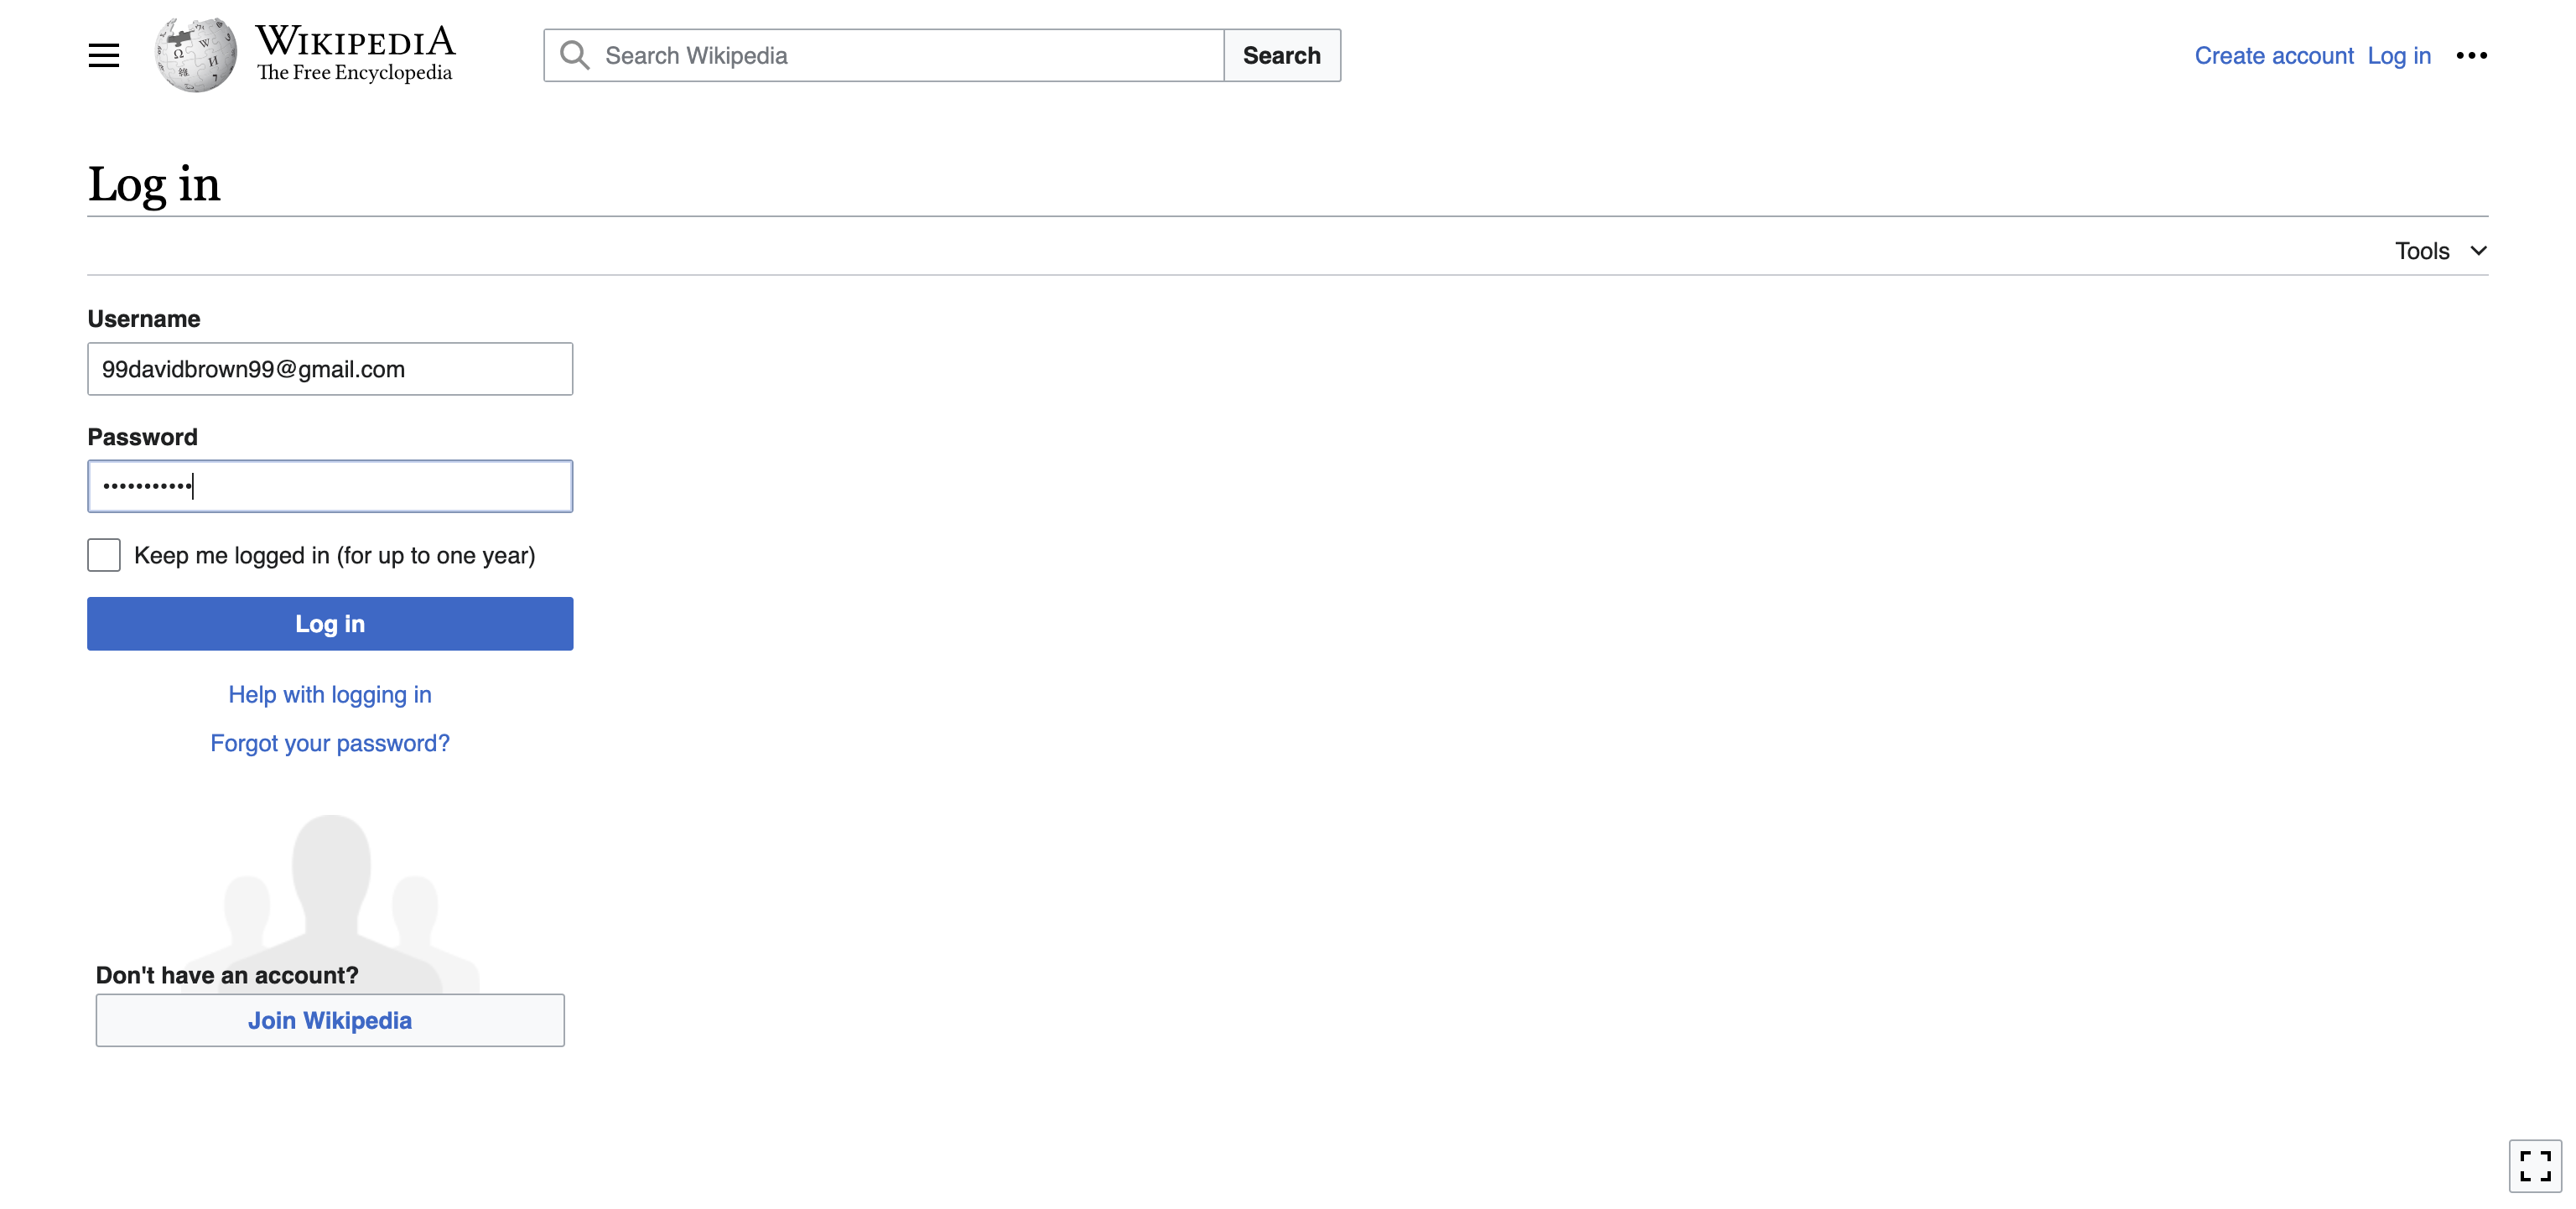 WIKIPEDIA
The Free Encyclopedia
Search Wikipedia
Search
Create account Log in
Log in
Tools
Username
99davidbrown99@gmail.com
Password
•••••••••••
Keep me logged in (for up to one year)
Log in
Help with logging in
Forgot your password?
Don't have an account?
Join Wikipedia